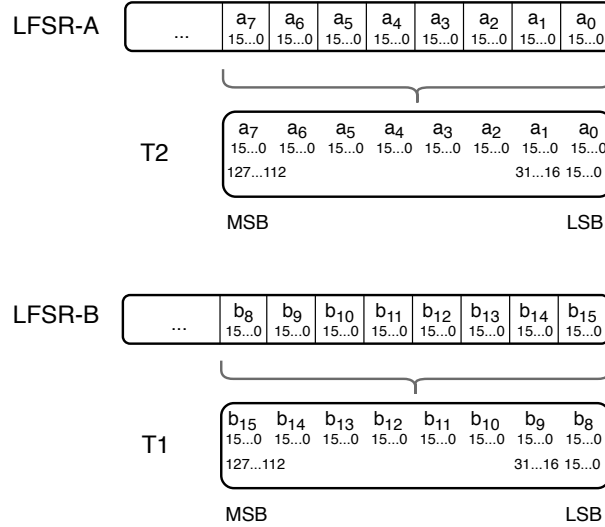 LFSR-A ... a7 a6 a5 a4 a3 a2 a1 a0
15...0 15...0 15...0 15...0 15...0 15...0 15...0 15...0
a7 a6 a5 a4 a3 a2 a1 a0
T2 15...0 15...0 15...0 15...0 15...0 15...0 15...0 15...0
127...112 31...16 15...0
MSB LSB
LFSR-B ... b8 b9 b10 b11 b12 b13 b14 b15
15...0 15...0 15...0 15...0 15...0 15...0 15...0 15...0
b15 b14 b13 b12 b11 b10 b9 b8
T1 15...0 15...0 15...0 15...0 15...0 15...0 15...0 15...0
127...112 31...16 15...0
MSB LSB